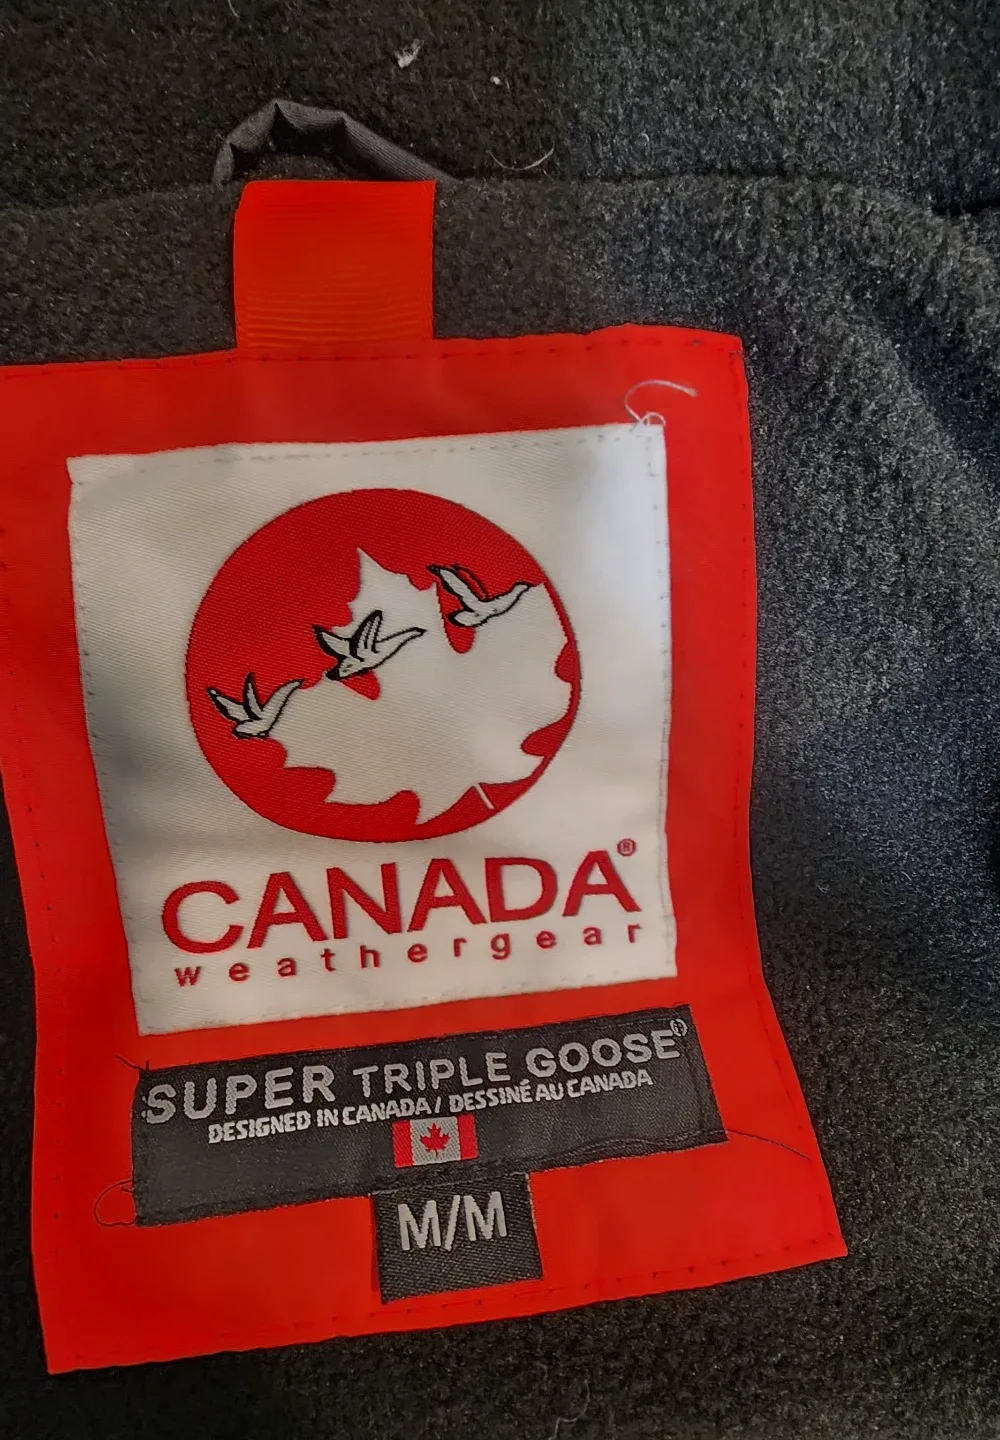 CANADA®
weathergear
SUPER TRIPLE GOOSE®
DESIGNED IN CANADA / DESSINÉ AU CANADA
M/M